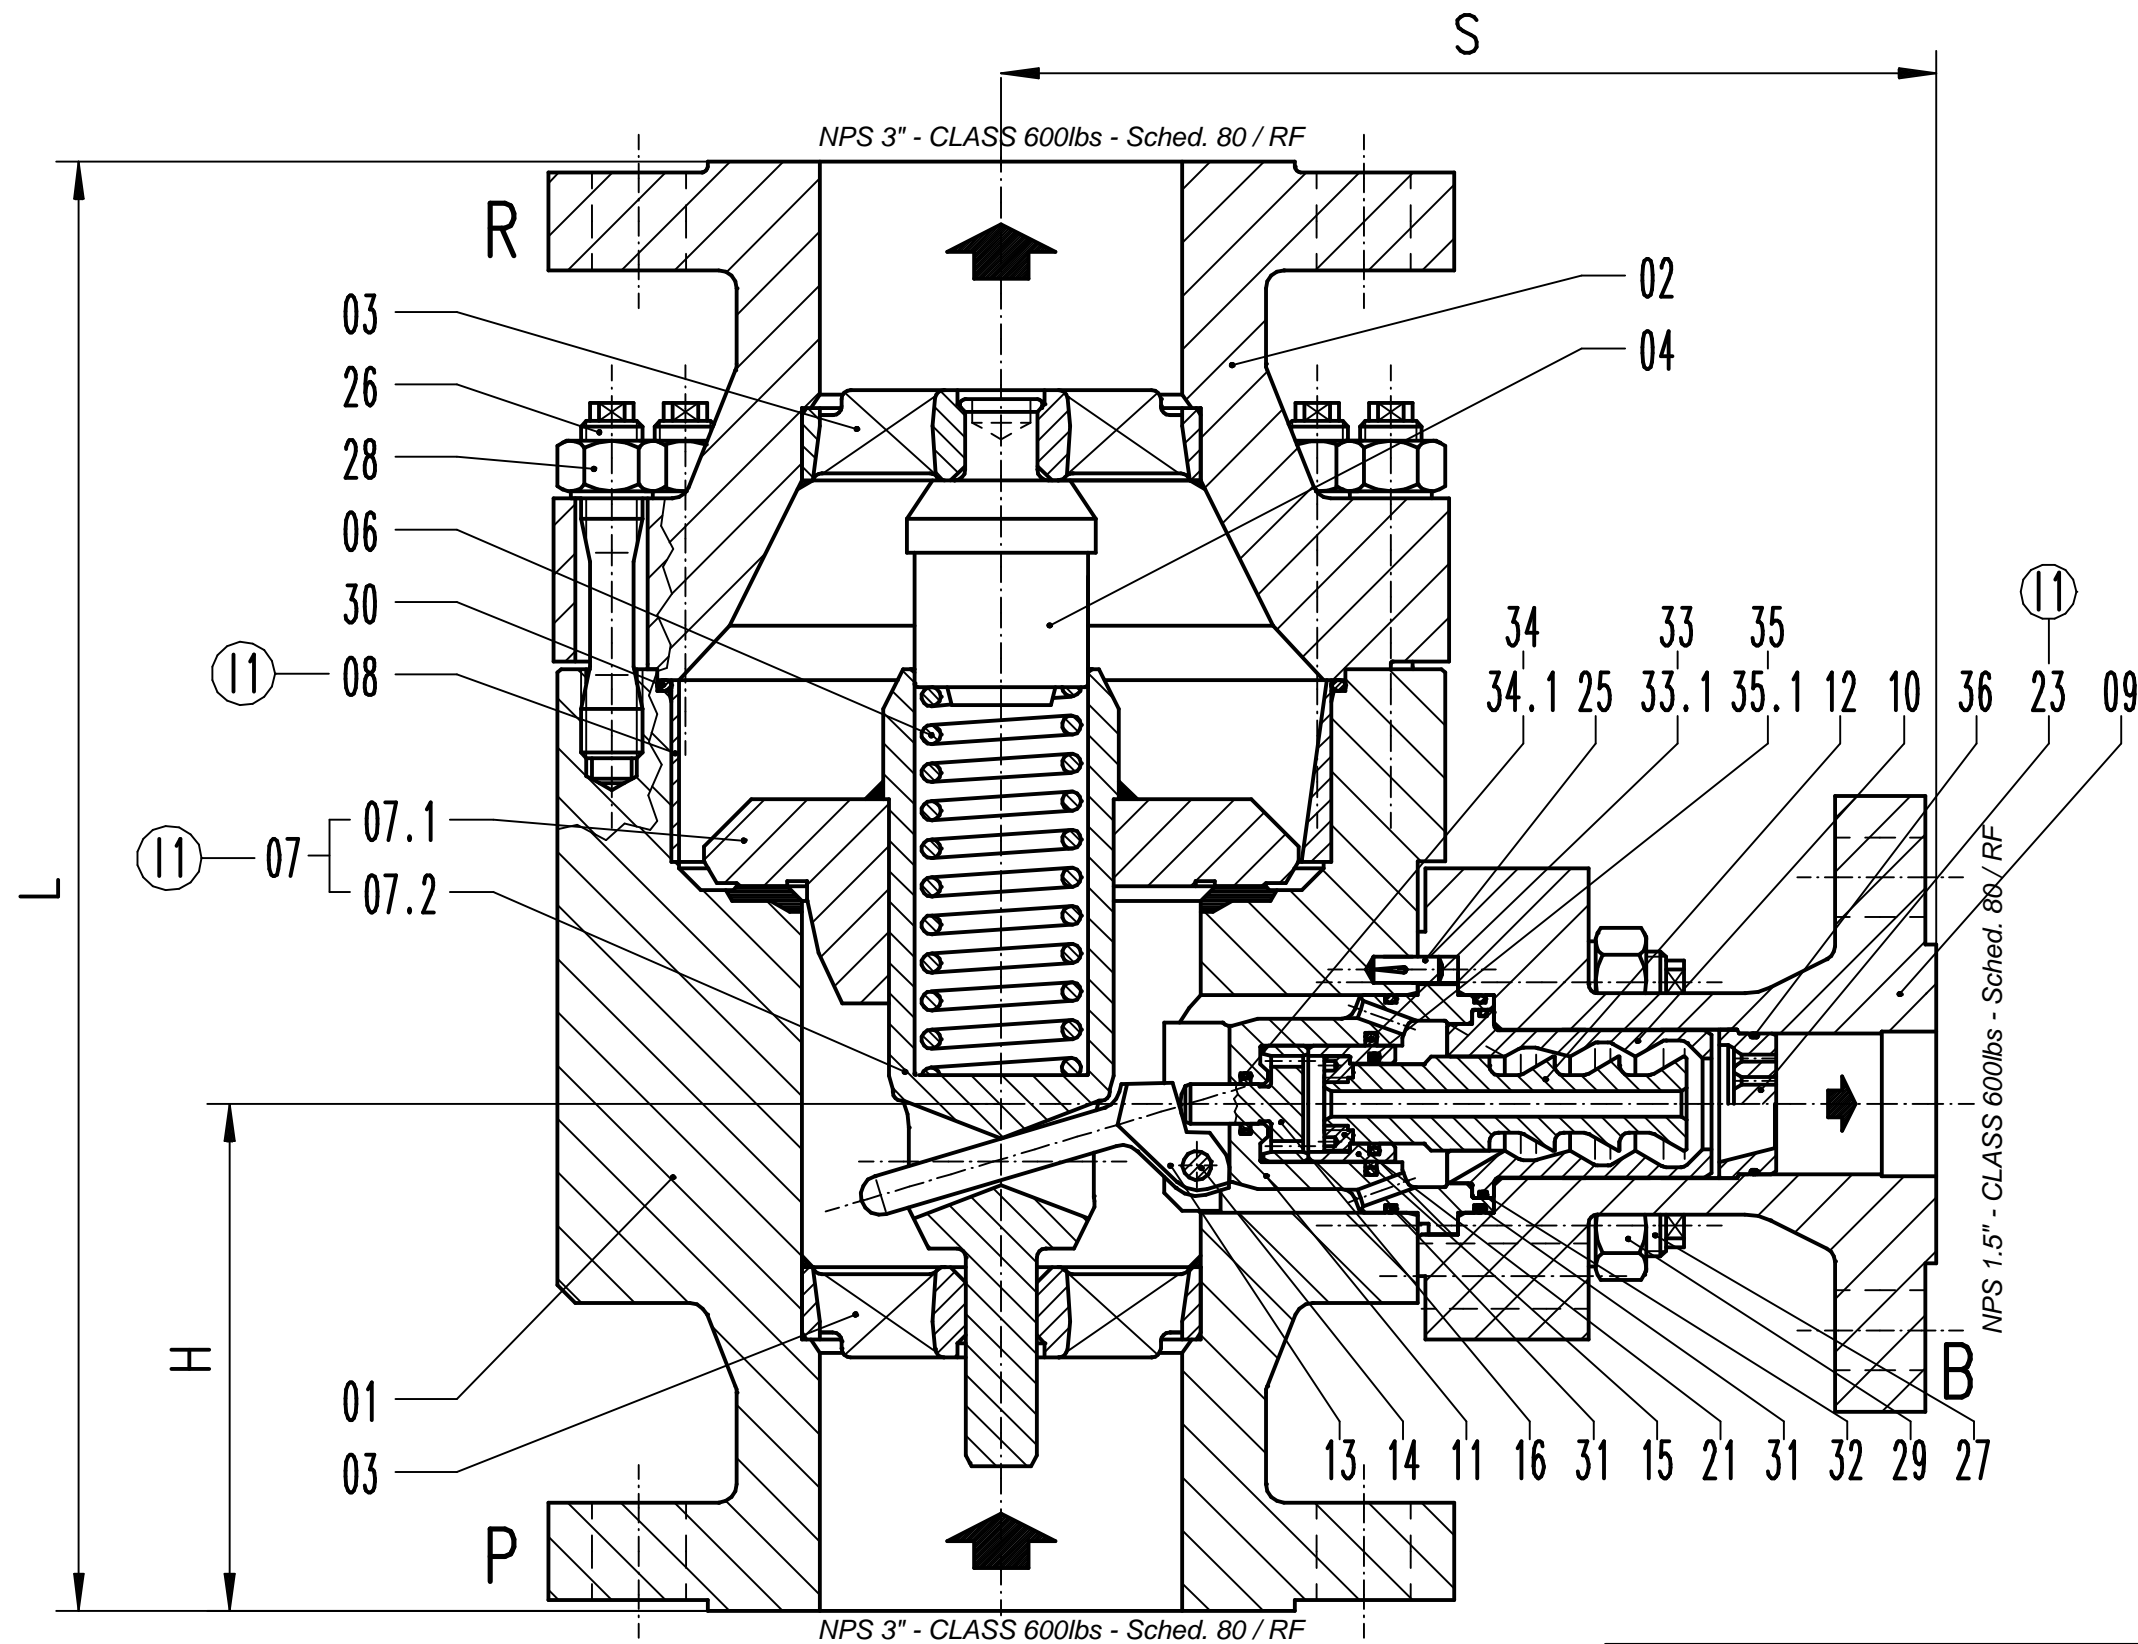 S
NPS 3" - CLASS 600lbs - Sched. 80 / RF
R
03
26
28
06
30
11 08
11 07 07.1
07.2
02
04
11
34 33 35
34.1 25 33.1 35.1 12 10 36 23 09
L
H
NPS 1.5" - CLASS 600lbs - Sched. 80 / RF
B
01
03
13 14 11 16 31 15 21 31 32 29 27
P
NPS 3" - CLASS 600lbs - Sched. 80 / RF